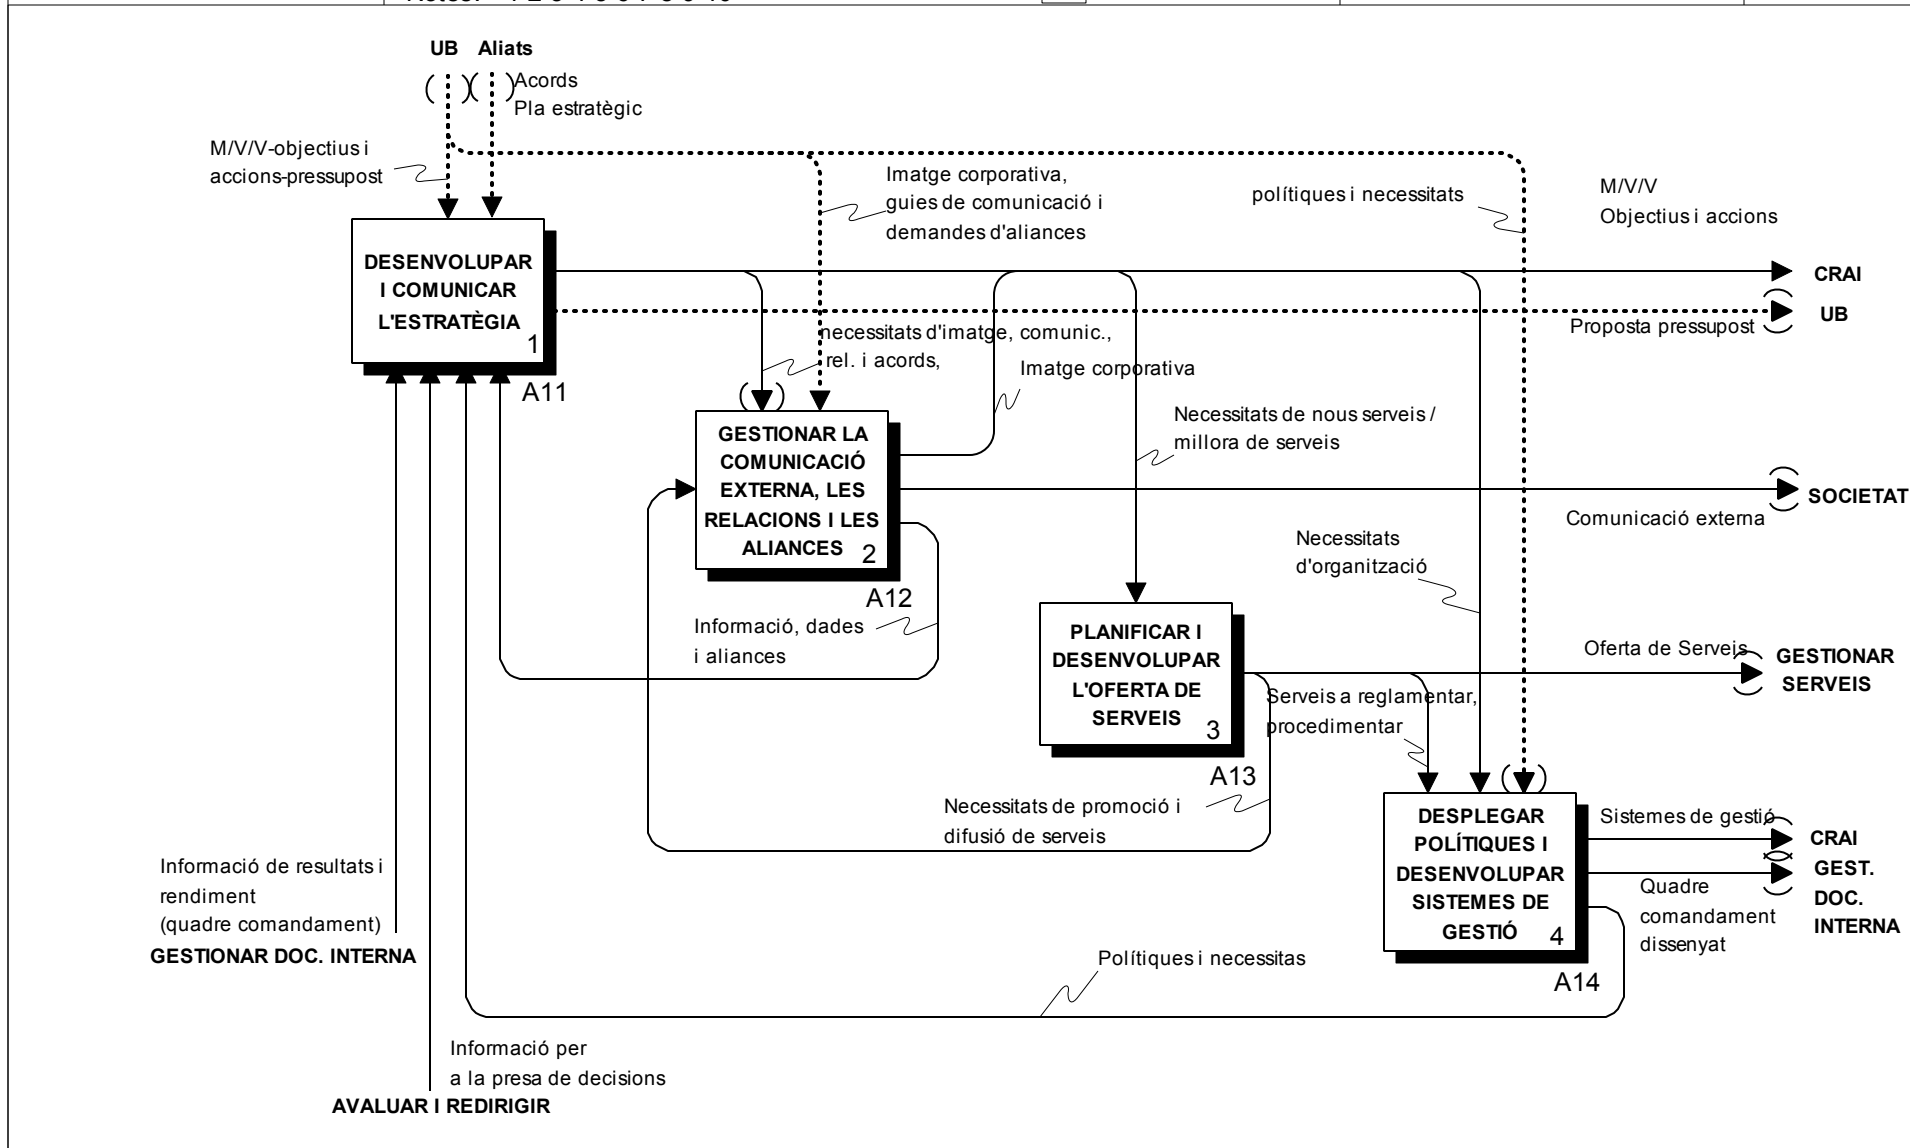 UB Aliats
Acords
Pla estratègic
M/V/V-objectius i
accions-pressupost
Imatge corporativa,
guies de comunicació i
demandes d'aliances
polítiques i necessitats
M/V/V
Objectius i accions
DESENVOLUPAR
I COMUNICAR
L'ESTRATÈGIA
1
A11
CRAI
UB
Proposta pressupost
necessitats d'imatge, comunic.,
rel. i acords,
Imatge corporativa
Necessitats de nous serveis /
millora de serveis
GESTIONAR LA
COMUNICACIÓ
EXTERNA, LES
RELACIONS I LES
ALIANCES
2
A12
SOCIETAT
Comunicació externa
Necessitats
d'organització
Informació, dades
i aliances
PLANIFICAR I
DESENVOLUPAR
L'OFERTA DE
SERVEIS
3
A13
Oferta de Serveis
GESTIONAR
SERVEIS
Serveis a reglamentar,
procedimentar
Necessitats de promoció i
difusió de serveis
DESPLEGAR
POLÍTIQUES I
DESENVOLUPAR
SISTEMES DE
GESTIÓ
4
A14
Sistemes de gestió
CRAI
GEST.
DOC.
INTERNA
Quadre
comandament
dissenyat
Informació de resultats i
rendiment
(quadre comandament)
GESTIONAR DOC. INTERNA
Polítiques i necessitas
Informació per
a la presa de decisions
AVALUAR I REDIRIGIR